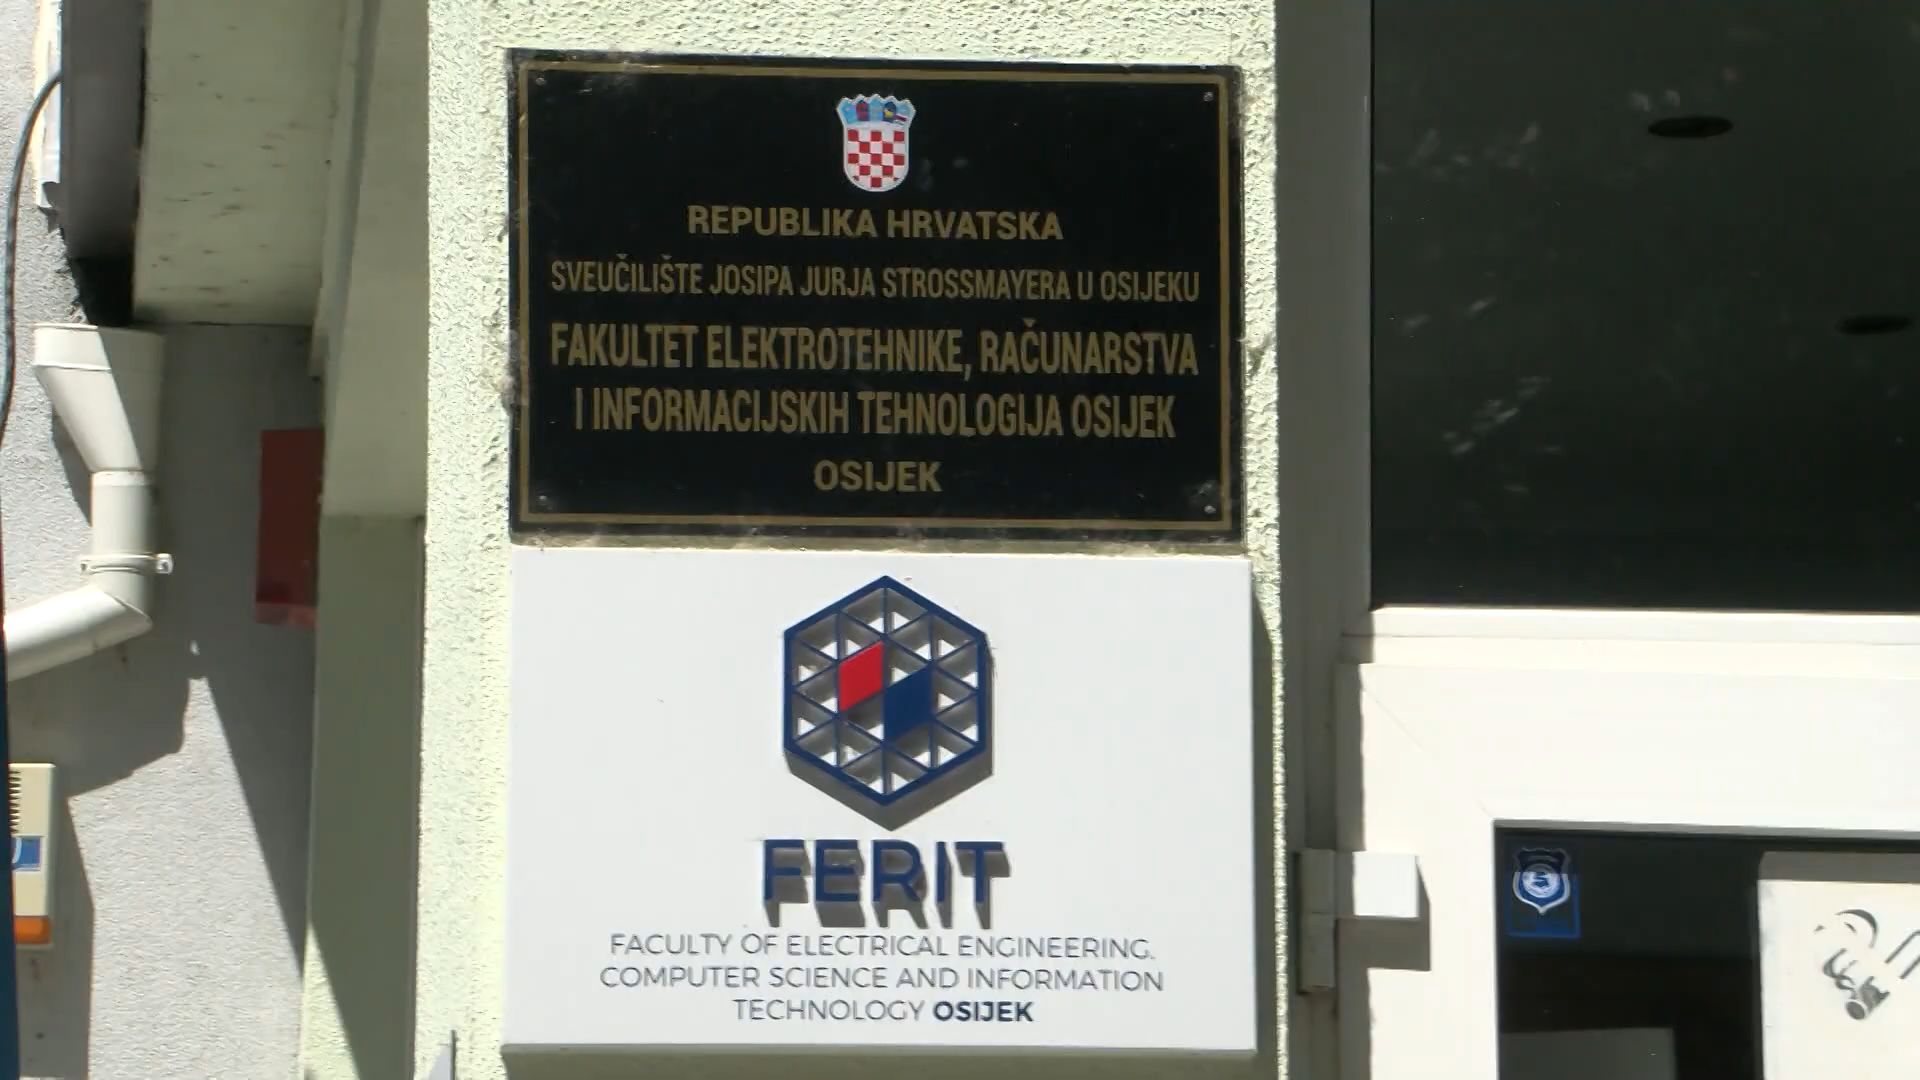 REPUBLIKA HRVATSKA
SVEUČILIŠTE JOSIPA JURJA STROSSMAYERA U OSIJEKU
FAKULTET ELEKTROTEHNIKE, RAČUNARSTVA
I INFORMACIJSKIH TEHNOLOGIJA OSIJEK
OSIJEK
FERIT
FACULTY OF ELECTRICAL ENGINEERING,
COMPUTER SCIENCE AND INFORMATION
TECHNOLOGY OSIJEK